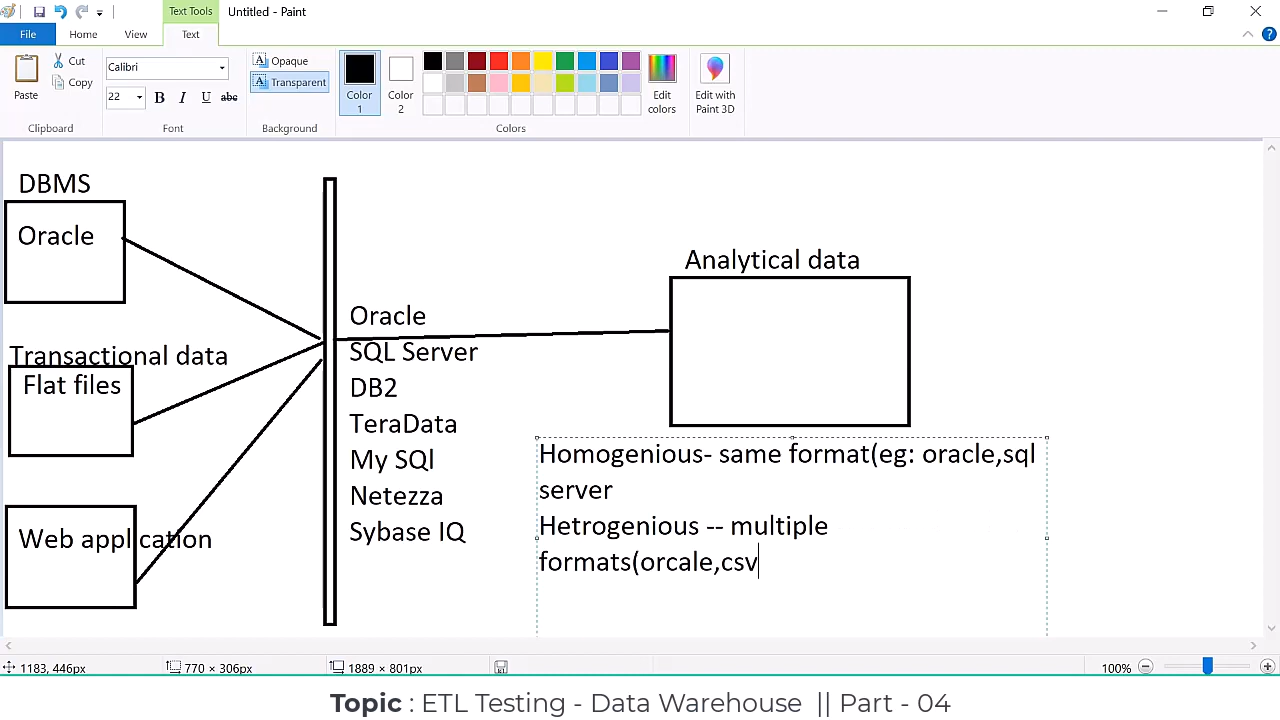 Text Tools
Untitled - Paint
File
Home
View
Text
Paste
Cut
Copy
Clipboard
Calibri
22
B I U abc
Font
Opaque
Transparent
Background
Color 1
Color 2
Edit colors
Colors
Edit with Paint 3D
DBMS
Oracle
Transactional data
Flat files
Web application
Oracle
SQL Server
DB2
TeraData
My SQl
Netezza
Sybase IQ
Analytical data
Homogenious- same format(eg: oracle,sql
server
Hetrogenious -- multiple
formats(orcale,csv
1183, 446px
770 × 306px
1889 × 801px
100%
Topic : ETL Testing - Data Warehouse || Part - 04